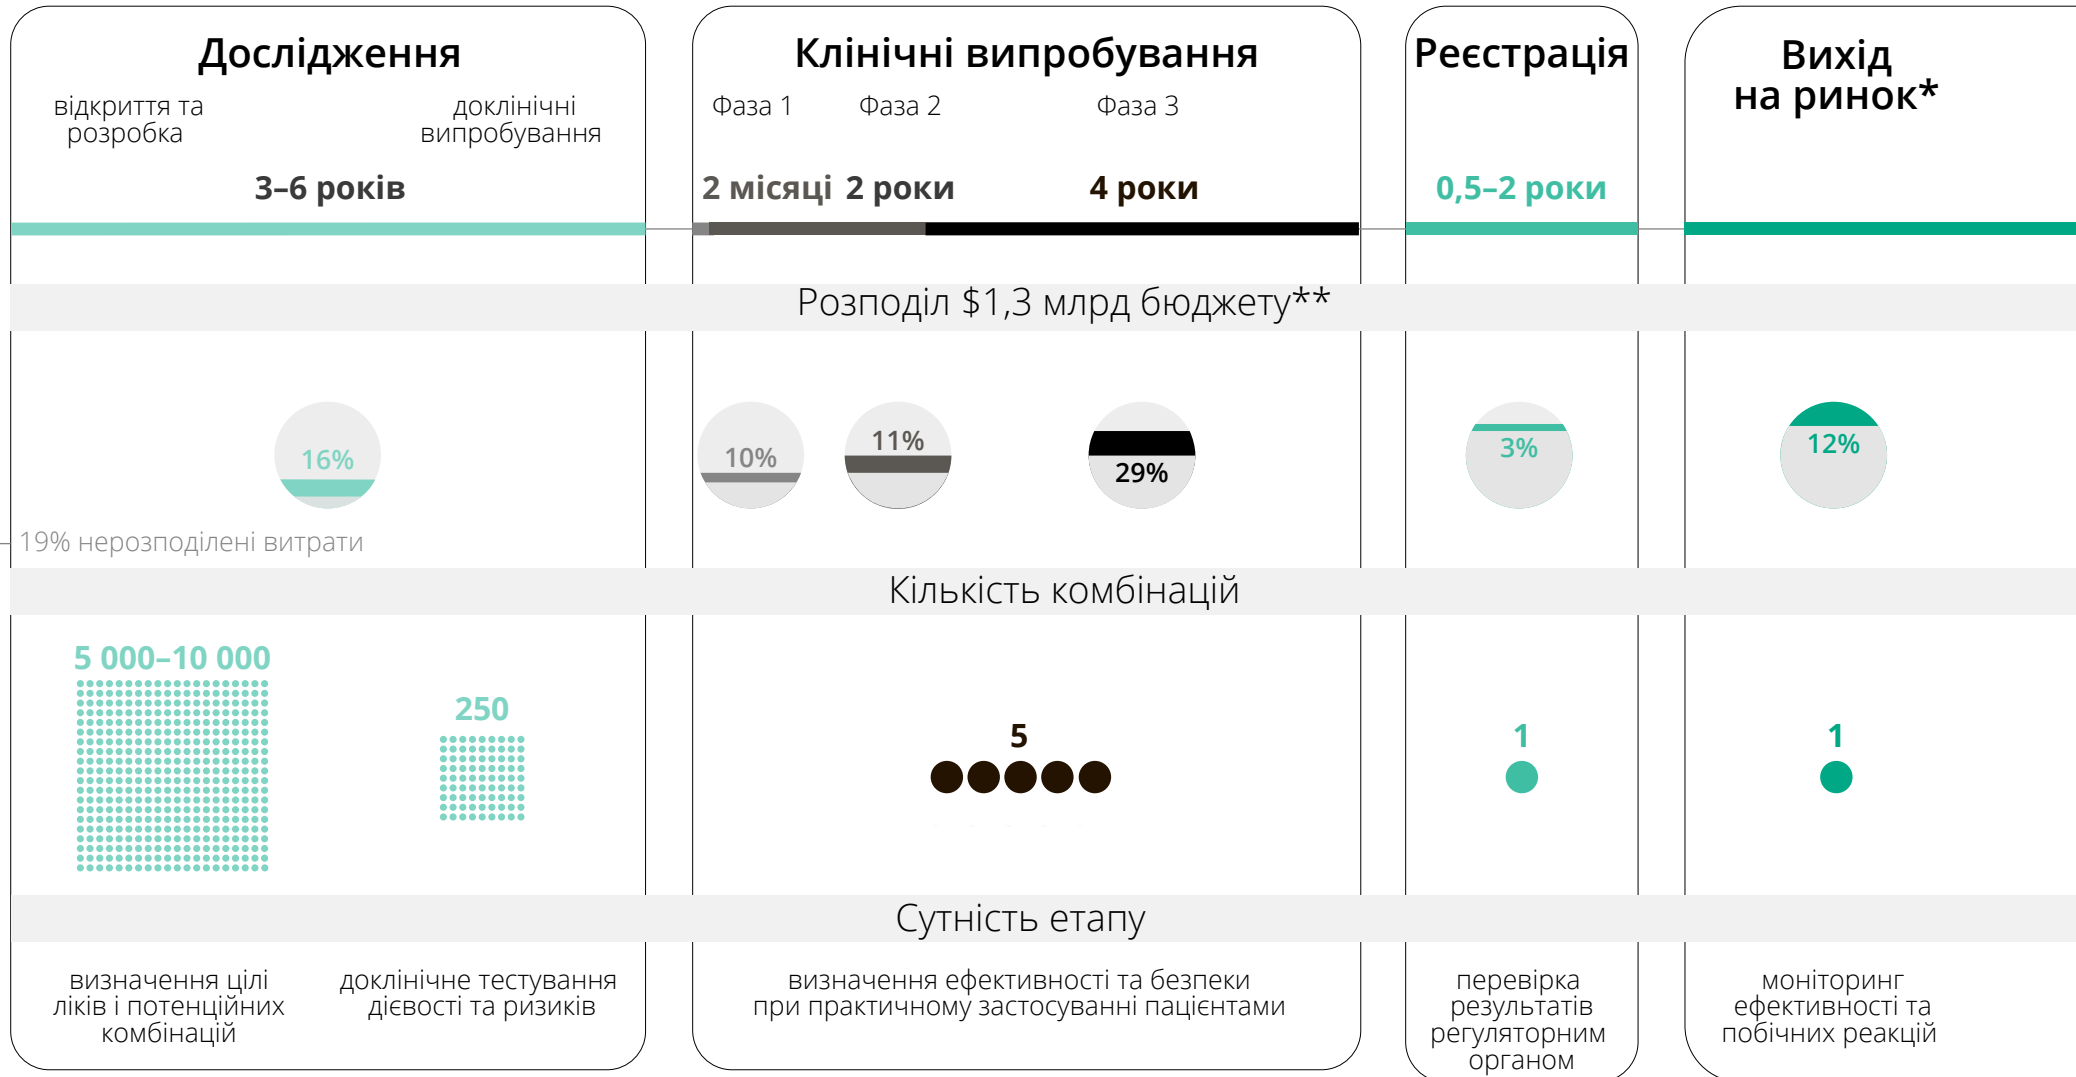 Дослідження
відкриття та
розробка
доклінічні
випробування
3–6 років
Клінічні випробування
Фаза 1
Фаза 2
Фаза 3
2 місяці
2 роки
4 роки
Реєстрація
0,5–2 роки
Вихід
на ринок*
Розподіл $1,3 млрд бюджету**
16%
10%
11%
29%
3%
12%
19% нерозподілені витрати
Кількість комбінацій
5 000–10 000
250
5
1
1
Сутність етапу
визначення цілі
ліків і потенційних
комбінацій
доклінічне тестування
дієвості та ризиків
визначення ефективності та безпеки
при практичному застосуванні пацієнтами
перевірка
результатів
регуляторним
органом
моніторинг
ефективності та
побічних реакцій